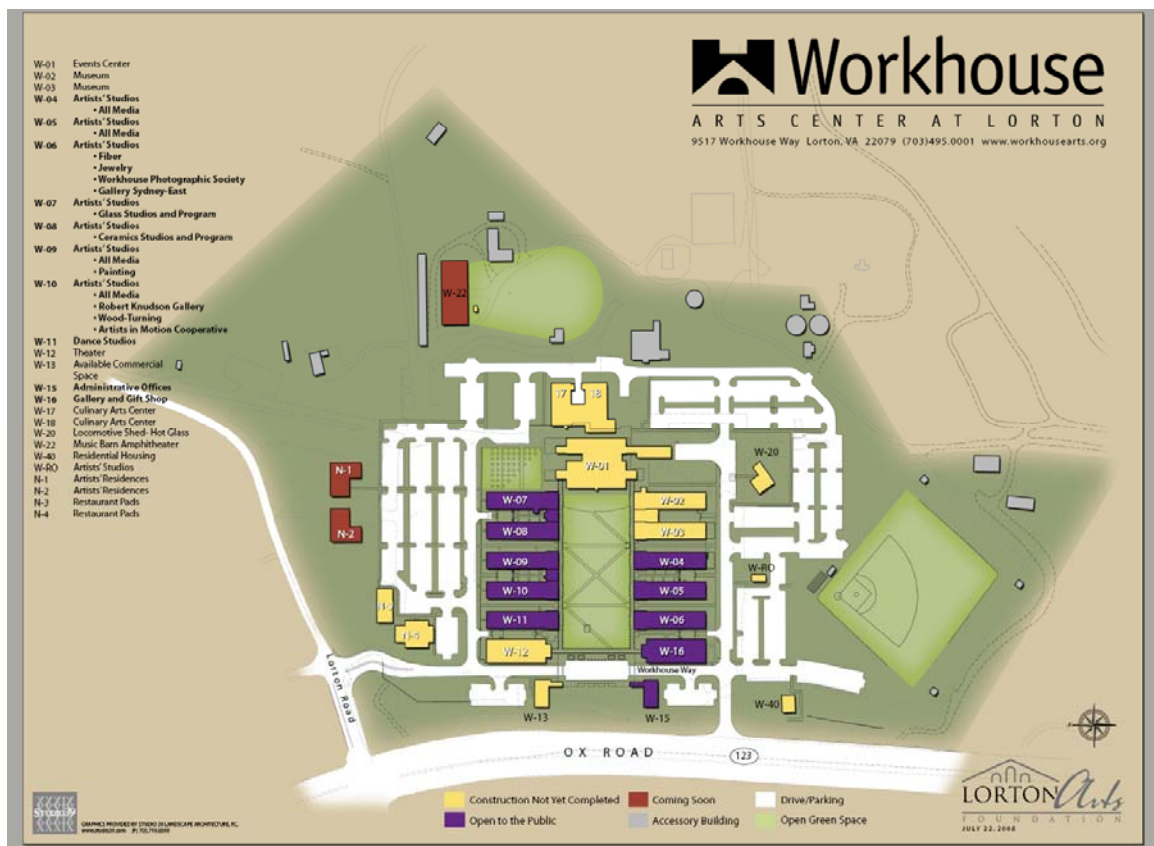 Workhouse
ARTS CENTER AT LORTON
9517 Workhouse Way Lorton, VA 22079 (703)495.0001 www.workhousearts.org
W-01 Events Center
W-02 Museum
W-03 Museum
W-04 Artists' Studios
• All Media
W-05 Artists' Studios
• All Media
W-06 Artists' Studios
• Fiber
• Jewelry
• Workhouse Photographic Society
• Gallery Sydney-East
W-07 Artists' Studios
• Glass Studios and Program
W-08 Artists' Studios
• Ceramics Studios and Program
W-09 Artists' Studios
• All Media
• Painting
W-10 Artists' Studios
• All Media
• Robert Knudson Gallery
• Wood-Turning
• Artists in Motion Cooperative
W-11 Dance Studios
W-12 Theater
W-13 Available Commercial
Space
W-15 Administrative Offices
W-16 Gallery and Gift Shop
W-17 Culinary Arts Center
W-18 Culinary Arts Center
W-20 Locomotive Shed- Hot Glass
W-22 Music Barn Amphitheater
W-40 Residential Housing
W-RO Artists' Studios
N-1 Artists' Residences
N-2 Artists' Residences
N-3 Restaurant Pads
N-4 Restaurant Pads
W-22
17 18
W-20
W-01
N-1
W-07
W-02
N-2
W-08
W-03
W-09
W-04
W-RO
W-10
W-05
N-3
W-11
W-06
N-4
W-12
W-16
Workhouse Way
Lorton Road
W-13
W-15
W-40
OX ROAD
123
Construction Not Yet Completed
Coming Soon
Drive/Parking
Open to the Public
Accessory Building
Open Green Space
LORTON Arts
FOUNDATION
JULY 22, 2008
GRAPHICS PROVIDED BY STUDIO 39 LANDSCAPE ARCHITECTURE, P.C.